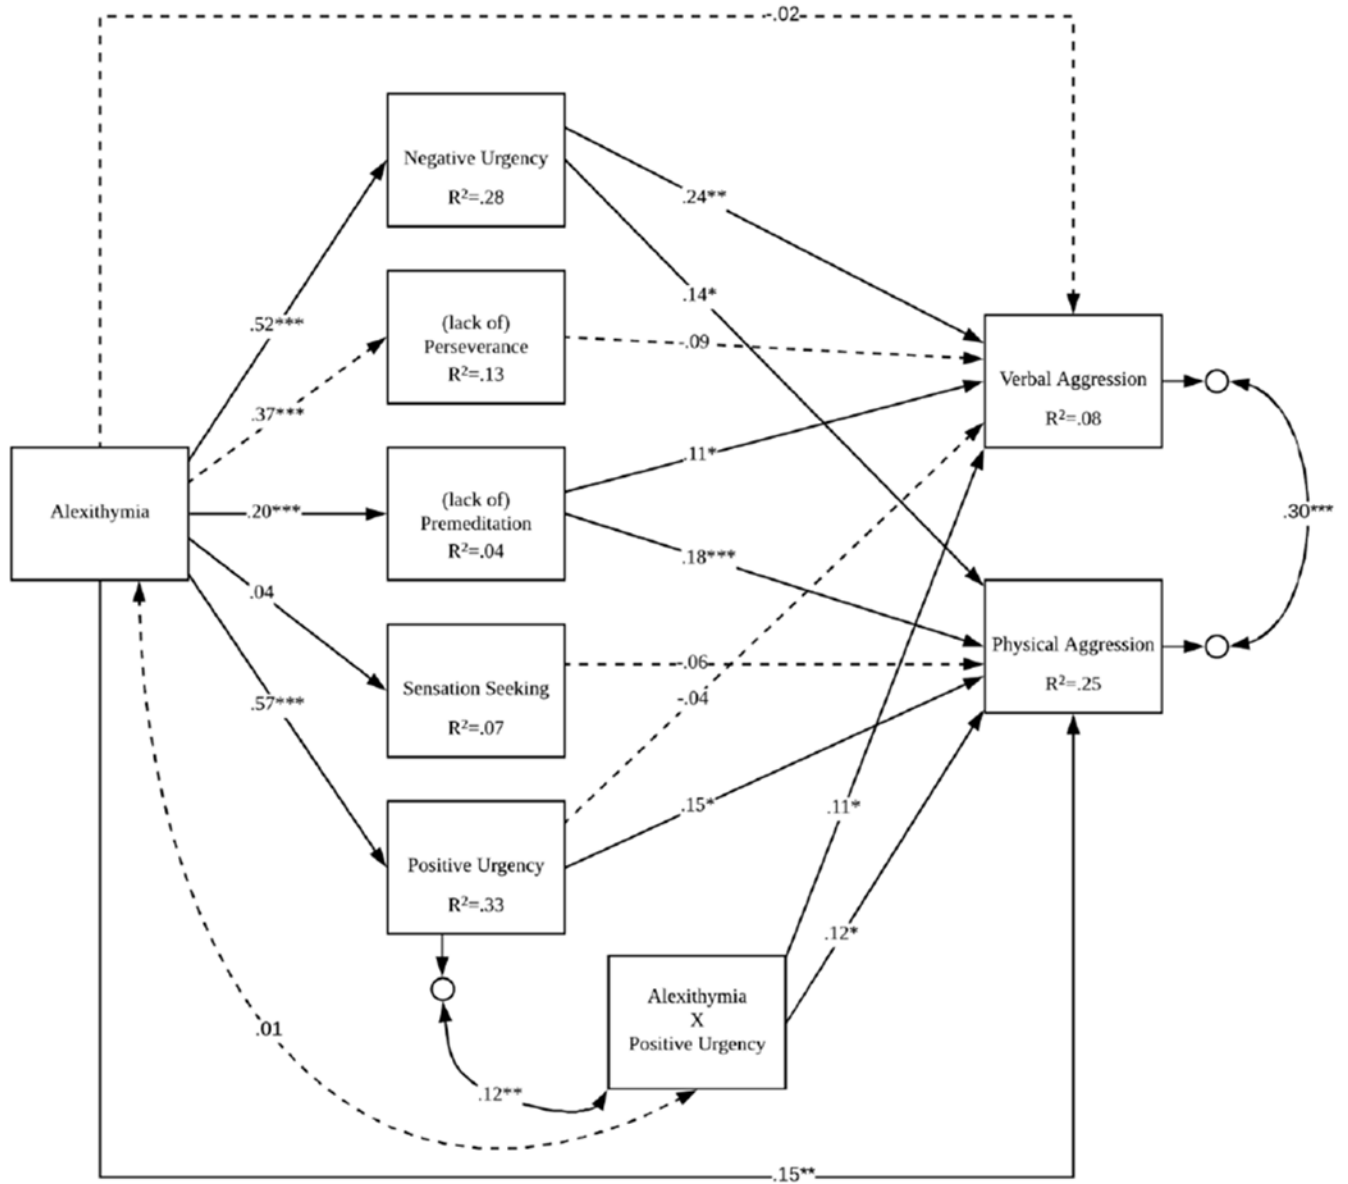 -.02
Negative Urgency
R²=.28
.24**
.14*
(lack of)
Perseverance
R²=.13
.52***
-.09
.37***
Verbal Aggression
R²=.08
.11*
(lack of)
Premeditation
R²=.04
Alexithymia
.20***
.30***
.18***
.04
Sensation Seeking
R²=.07
-.06
-.04
Physical Aggression
R²=.25
.57***
.15*
.11*
Positive Urgency
R²=.33
.12*
Alexithymia
X
Positive Urgency
.01
.12**
.15**